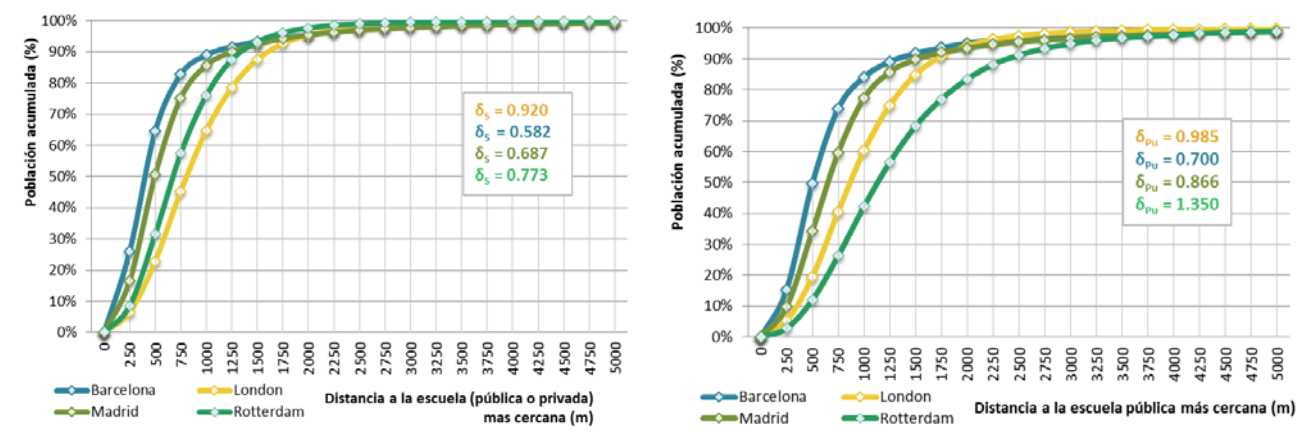 Población acumulada (%)
100%
90%
80%
70%
60%
50%
40%
30%
20%
10%
0%
δs = 0.920
δs = 0.582
δs = 0.687
δs = 0.773
0 250 500 750 1000 1250 1500 1750 2000 2250 2500 2750 3000 3250 3500 3750 4000 4250 4500 4750 5000
Barcelona London
Madrid Rotterdam
Distancia a la escuela (pública o privada)
mas cercana (m)
Población acumulada (%)
100%
90%
80%
70%
60%
50%
40%
30%
20%
10%
0%
δPu = 0.985
δPu = 0.700
δPu = 0.866
δPu = 1.350
0 250 500 750 1000 1250 1500 1750 2000 2250 2500 2750 3000 3250 3500 3750 4000 4250 4500 4750 5000
Barcelona London
Madrid Rotterdam
Distancia a la escuela pública más cercana (m)